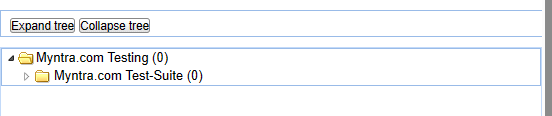 Expand tree Collapse tree
Myntra.com Testing (0)
Myntra.com Test-Suite (0)